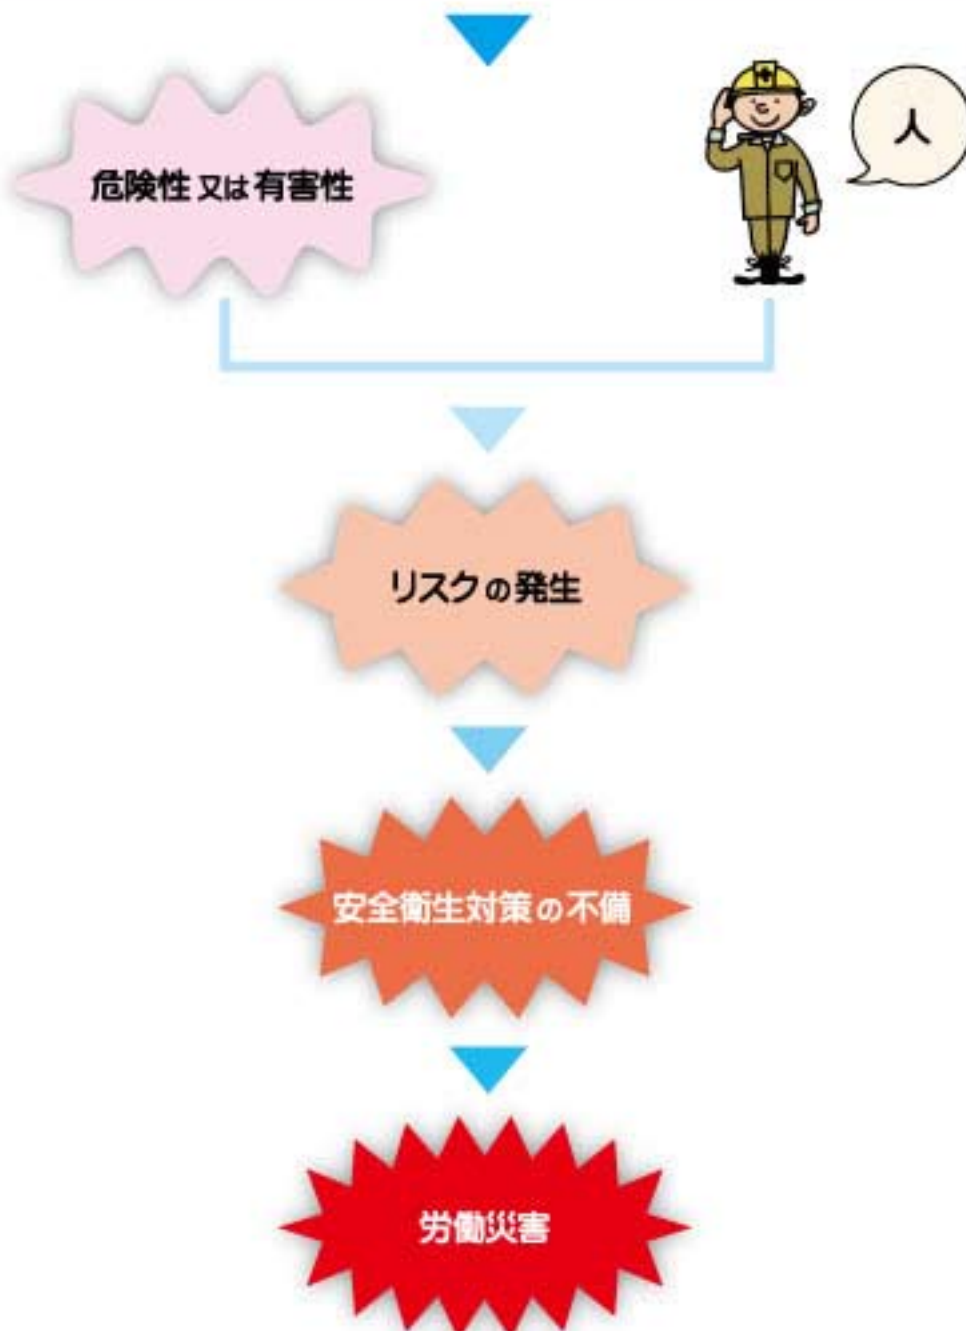 危険性又は有害性
人
リスクの発生
安全衛生対策の不備
労働災害